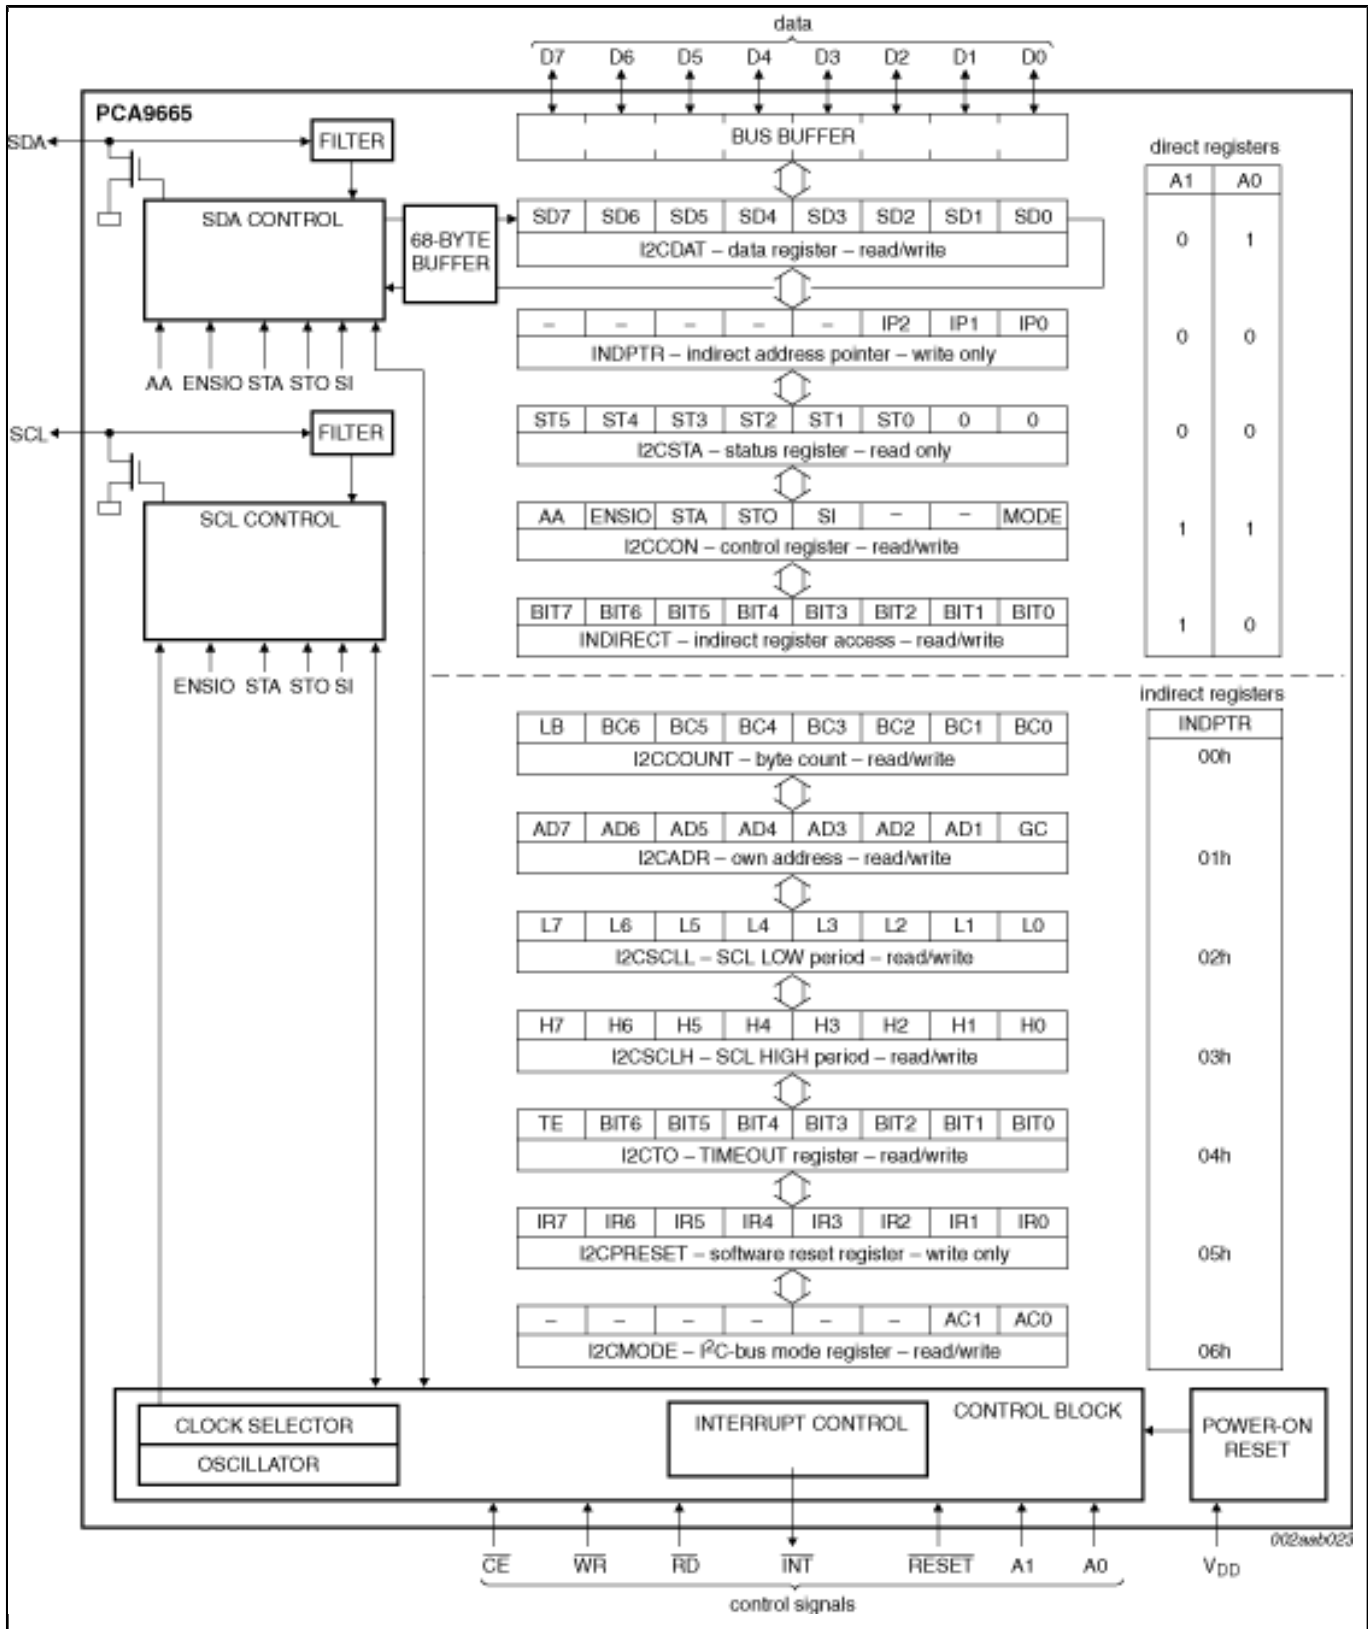 data
D7 D6 D5 D4 D3 D2 D1 D0
PCA9665
SDA
FILTER
BUS BUFFER
direct registers
A1 A0
SDA CONTROL
68-BYTE
BUFFER
SD7 SD6 SD5 SD4 SD3 SD2 SD1 SD0
I2CDAT – data register – read/write
0 1
– – – – – IP2 IP1 IP0
INDPTR – indirect address pointer – write only
0 0
AA ENSIO STA STO SI
SCL
FILTER
ST5 ST4 ST3 ST2 ST1 ST0 0 0
I2CSTA – status register – read only
0 0
SCL CONTROL
AA ENSIO STA STO SI – – MODE
I2CCON – control register – read/write
1 1
BIT7 BIT6 BIT5 BIT4 BIT3 BIT2 BIT1 BIT0
INDIRECT – indirect register access – read/write
1 0
ENSIO STA STO SI
indirect registers
INDPTR
LB BC6 BC5 BC4 BC3 BC2 BC1 BC0
I2CCOUNT – byte count – read/write
00h
AD7 AD6 AD5 AD4 AD3 AD2 AD1 GC
I2CADR – own address – read/write
01h
L7 L6 L5 L4 L3 L2 L1 L0
I2CSCLL – SCL LOW period – read/write
02h
H7 H6 H5 H4 H3 H2 H1 H0
I2CSCLH – SCL HIGH period – read/write
03h
TE BIT6 BIT5 BIT4 BIT3 BIT2 BIT1 BIT0
I2CTO – TIMEOUT register – read/write
04h
IR7 IR6 IR5 IR4 IR3 IR2 IR1 IR0
I2CPRESET – software reset register – write only
05h
– – – – – – AC1 AC0
I2CMODE – I²C-bus mode register – read/write
06h
CLOCK SELECTOR
OSCILLATOR
INTERRUPT CONTROL
CONTROL BLOCK
POWER-ON
RESET
002aab023
CE WR RD INT RESET A1 A0 VDD
control signals